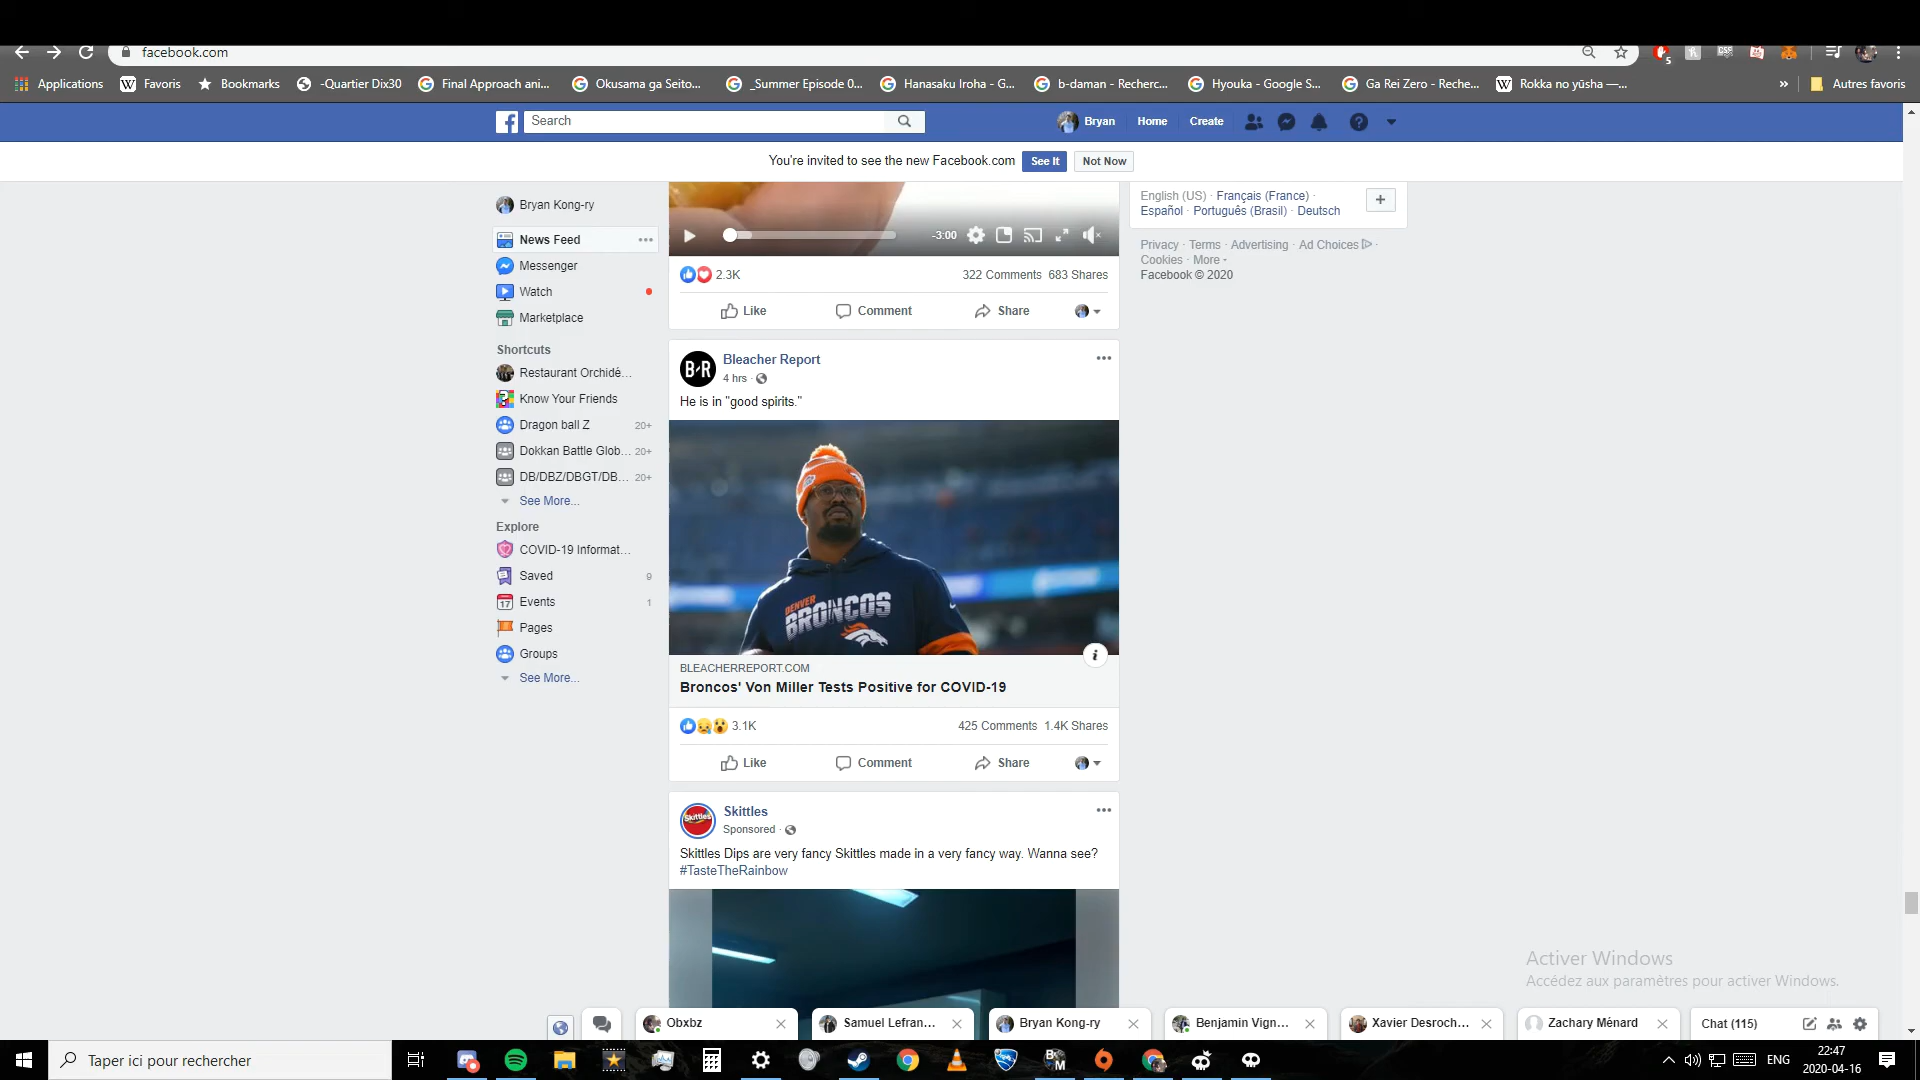 facebook.com
5
Applications
Favoris
Bookmarks
-Quartier Dix30
Final Approach ani...
Okusama ga Seito...
_Summer Episode 0...
Hanasaku Iroha - G...
b-daman - Recherc...
Hyouka - Google S...
Ga Rei Zero - Reche...
Rokka no yūsha —...
»
Autres favoris
Search
Bryan
Home
Create
You're invited to see the new Facebook.com
See It
Not Now
Bryan Kong-ry
News Feed
Messenger
Watch
Marketplace
Shortcuts
Restaurant Orchidé...
Know Your Friends
Dragon ball Z 20+
Dokkan Battle Glob... 20+
DB/DBZ/DBGT/DB... 20+
See More...
Explore
COVID-19 Informat...
Saved 9
Events 1
Pages
Groups
See More...
-3:00
2.3K
322 Comments 683 Shares
Like
Comment
Share
B/R
Bleacher Report
4 hrs ·
He is in "good spirits."
DENVER
BRONCOS
BLEACHERREPORT.COM
Broncos' Von Miller Tests Positive for COVID-19
3.1K
425 Comments 1.4K Shares
Like
Comment
Share
Skittles
Skittles
Sponsored ·
Skittles Dips are very fancy Skittles made in a very fancy way. Wanna see?
#TasteTheRainbow
English (US) · Français (France) ·
Español · Português (Brasil) · Deutsch
Privacy · Terms · Advertising · Ad Choices ·
Cookies · More
Facebook © 2020
Activer Windows
Accédez aux paramètres pour activer Windows.
Obxbz
Samuel Lefran...
Bryan Kong-ry
Benjamin Vign...
Xavier Desroch...
Zachary Ménard
Chat (115)
Taper ici pour rechercher
ENG
22:47
2020-04-16